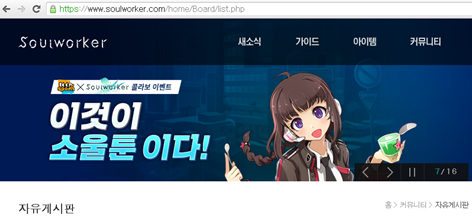 https://www.soulworker.com/home/Board/list.php
Soulworker
새소식 가이드 아이템 커뮤니티
X Soulworker 콜라보 이벤트
이것이
소울툰 이다!
7/16
자유게시판
홈 > 커뮤니티 > 자유게시판